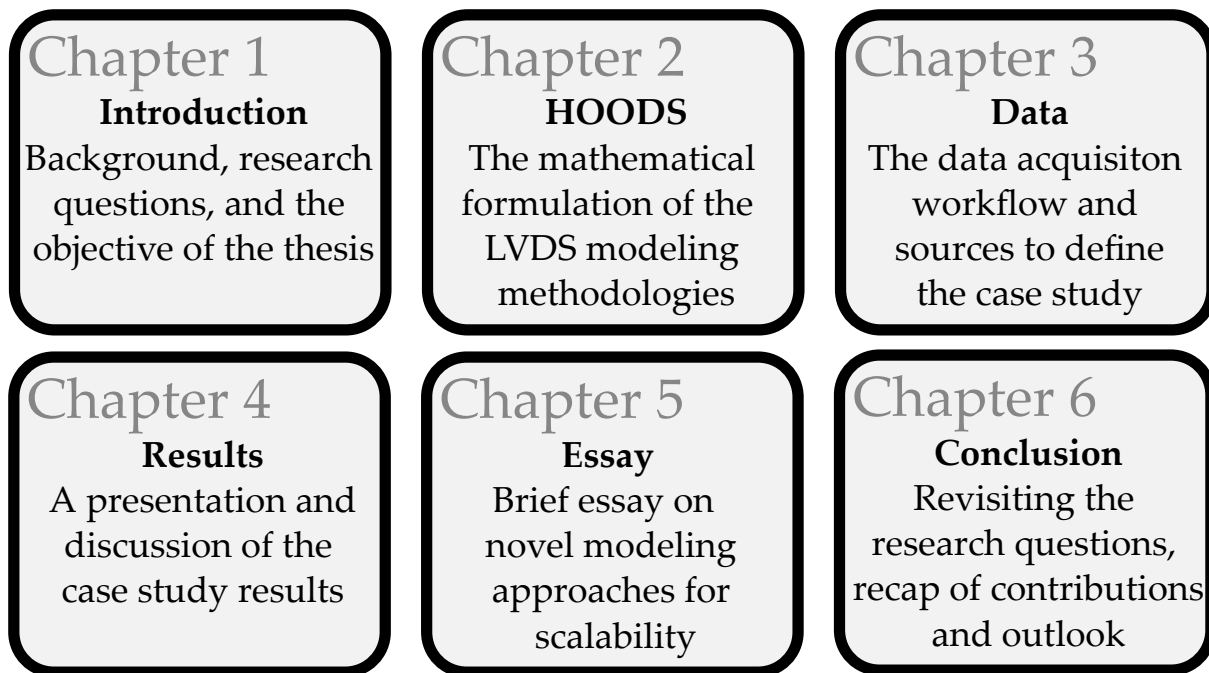 Chapter 1
Introduction
Background, research
questions, and the
objective of the thesis
Chapter 2
HOODS
The mathematical
formulation of the
LVDS modeling
methodologies
Chapter 3
Data
The data acquisiton
workflow and
sources to define
the case study
Chapter 4
Results
A presentation and
discussion of the
case study results
Chapter 5
Essay
Brief essay on
novel modeling
approaches for
scalability
Chapter 6
Conclusion
Revisiting the
research questions,
recap of contributions
and outlook